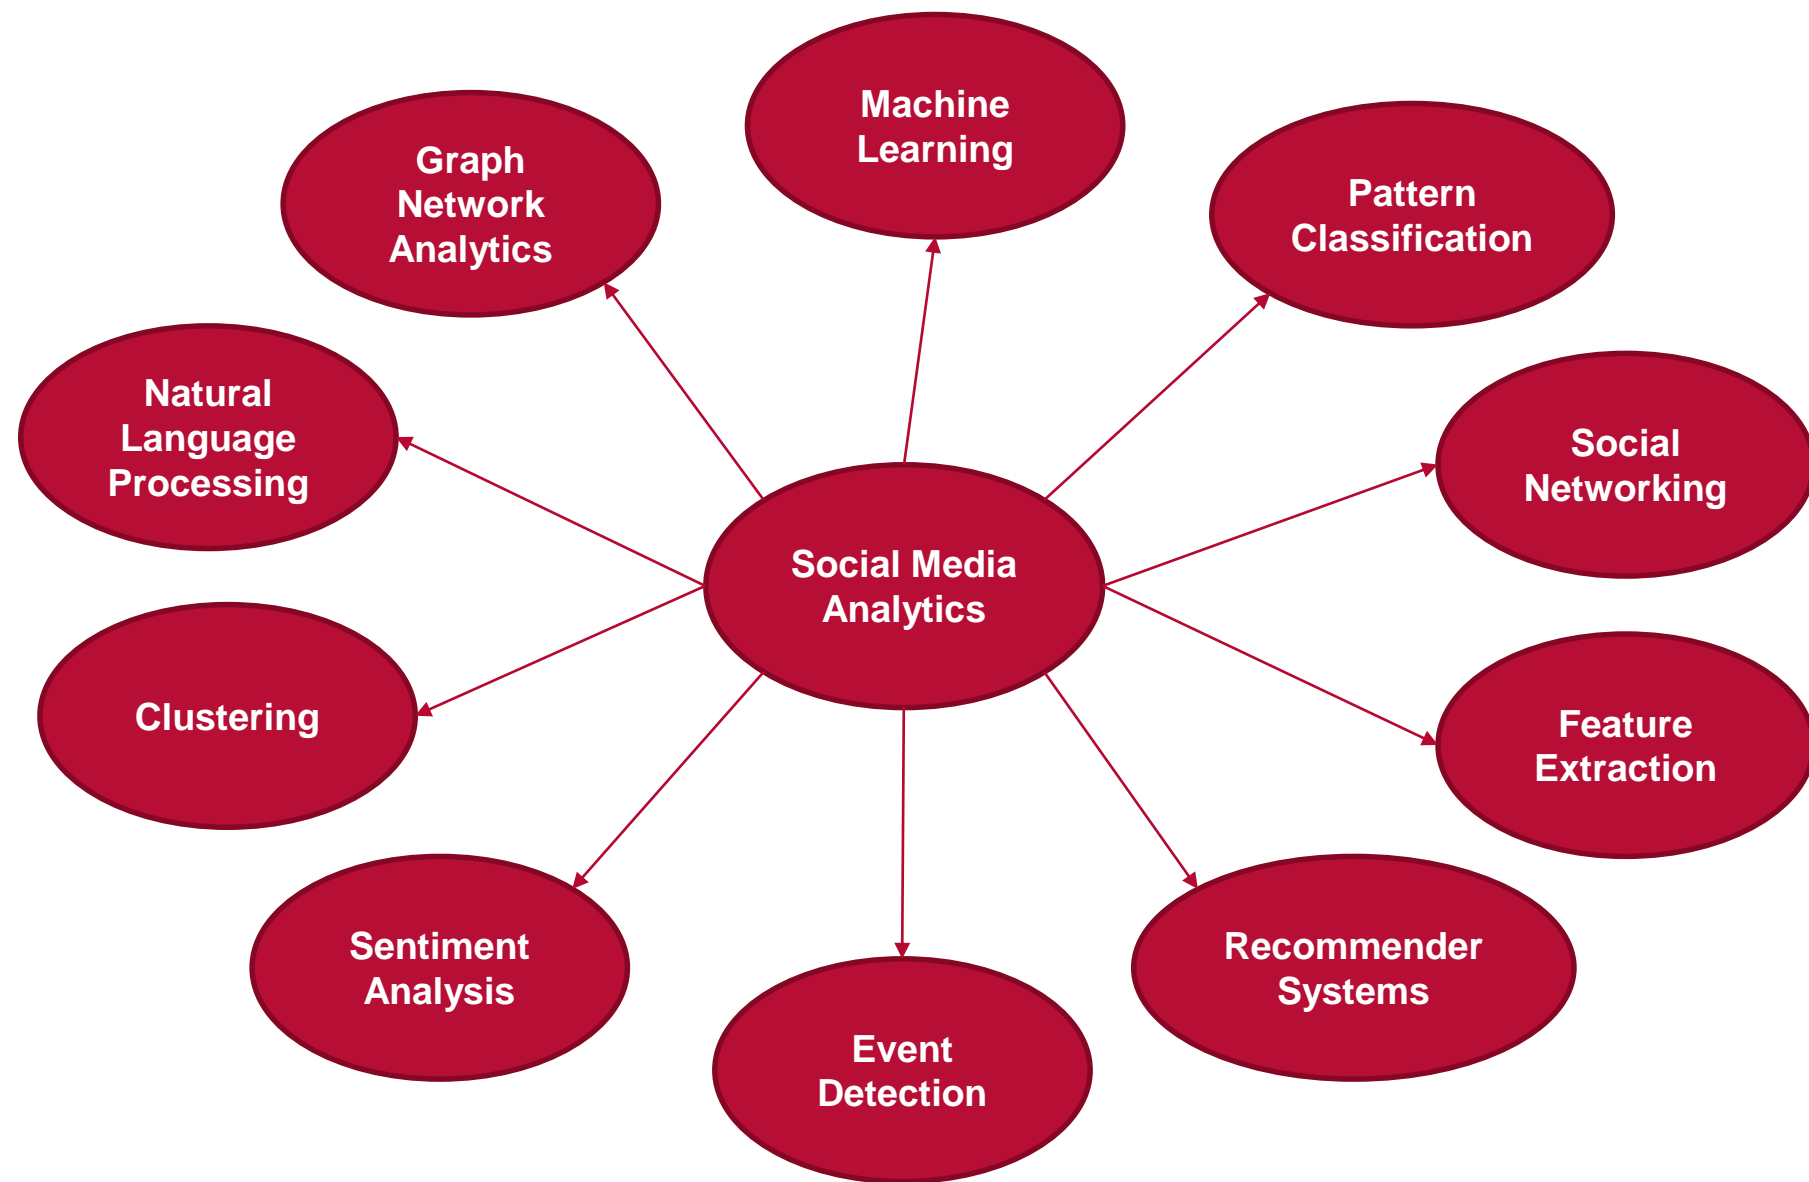 Machine
Learning
Graph
Network
Analytics
Pattern
Classification
Natural
Language
Processing
Social
Networking
Social Media
Analytics
Clustering
Feature
Extraction
Sentiment
Analysis
Recommender
Systems
Event
Detection